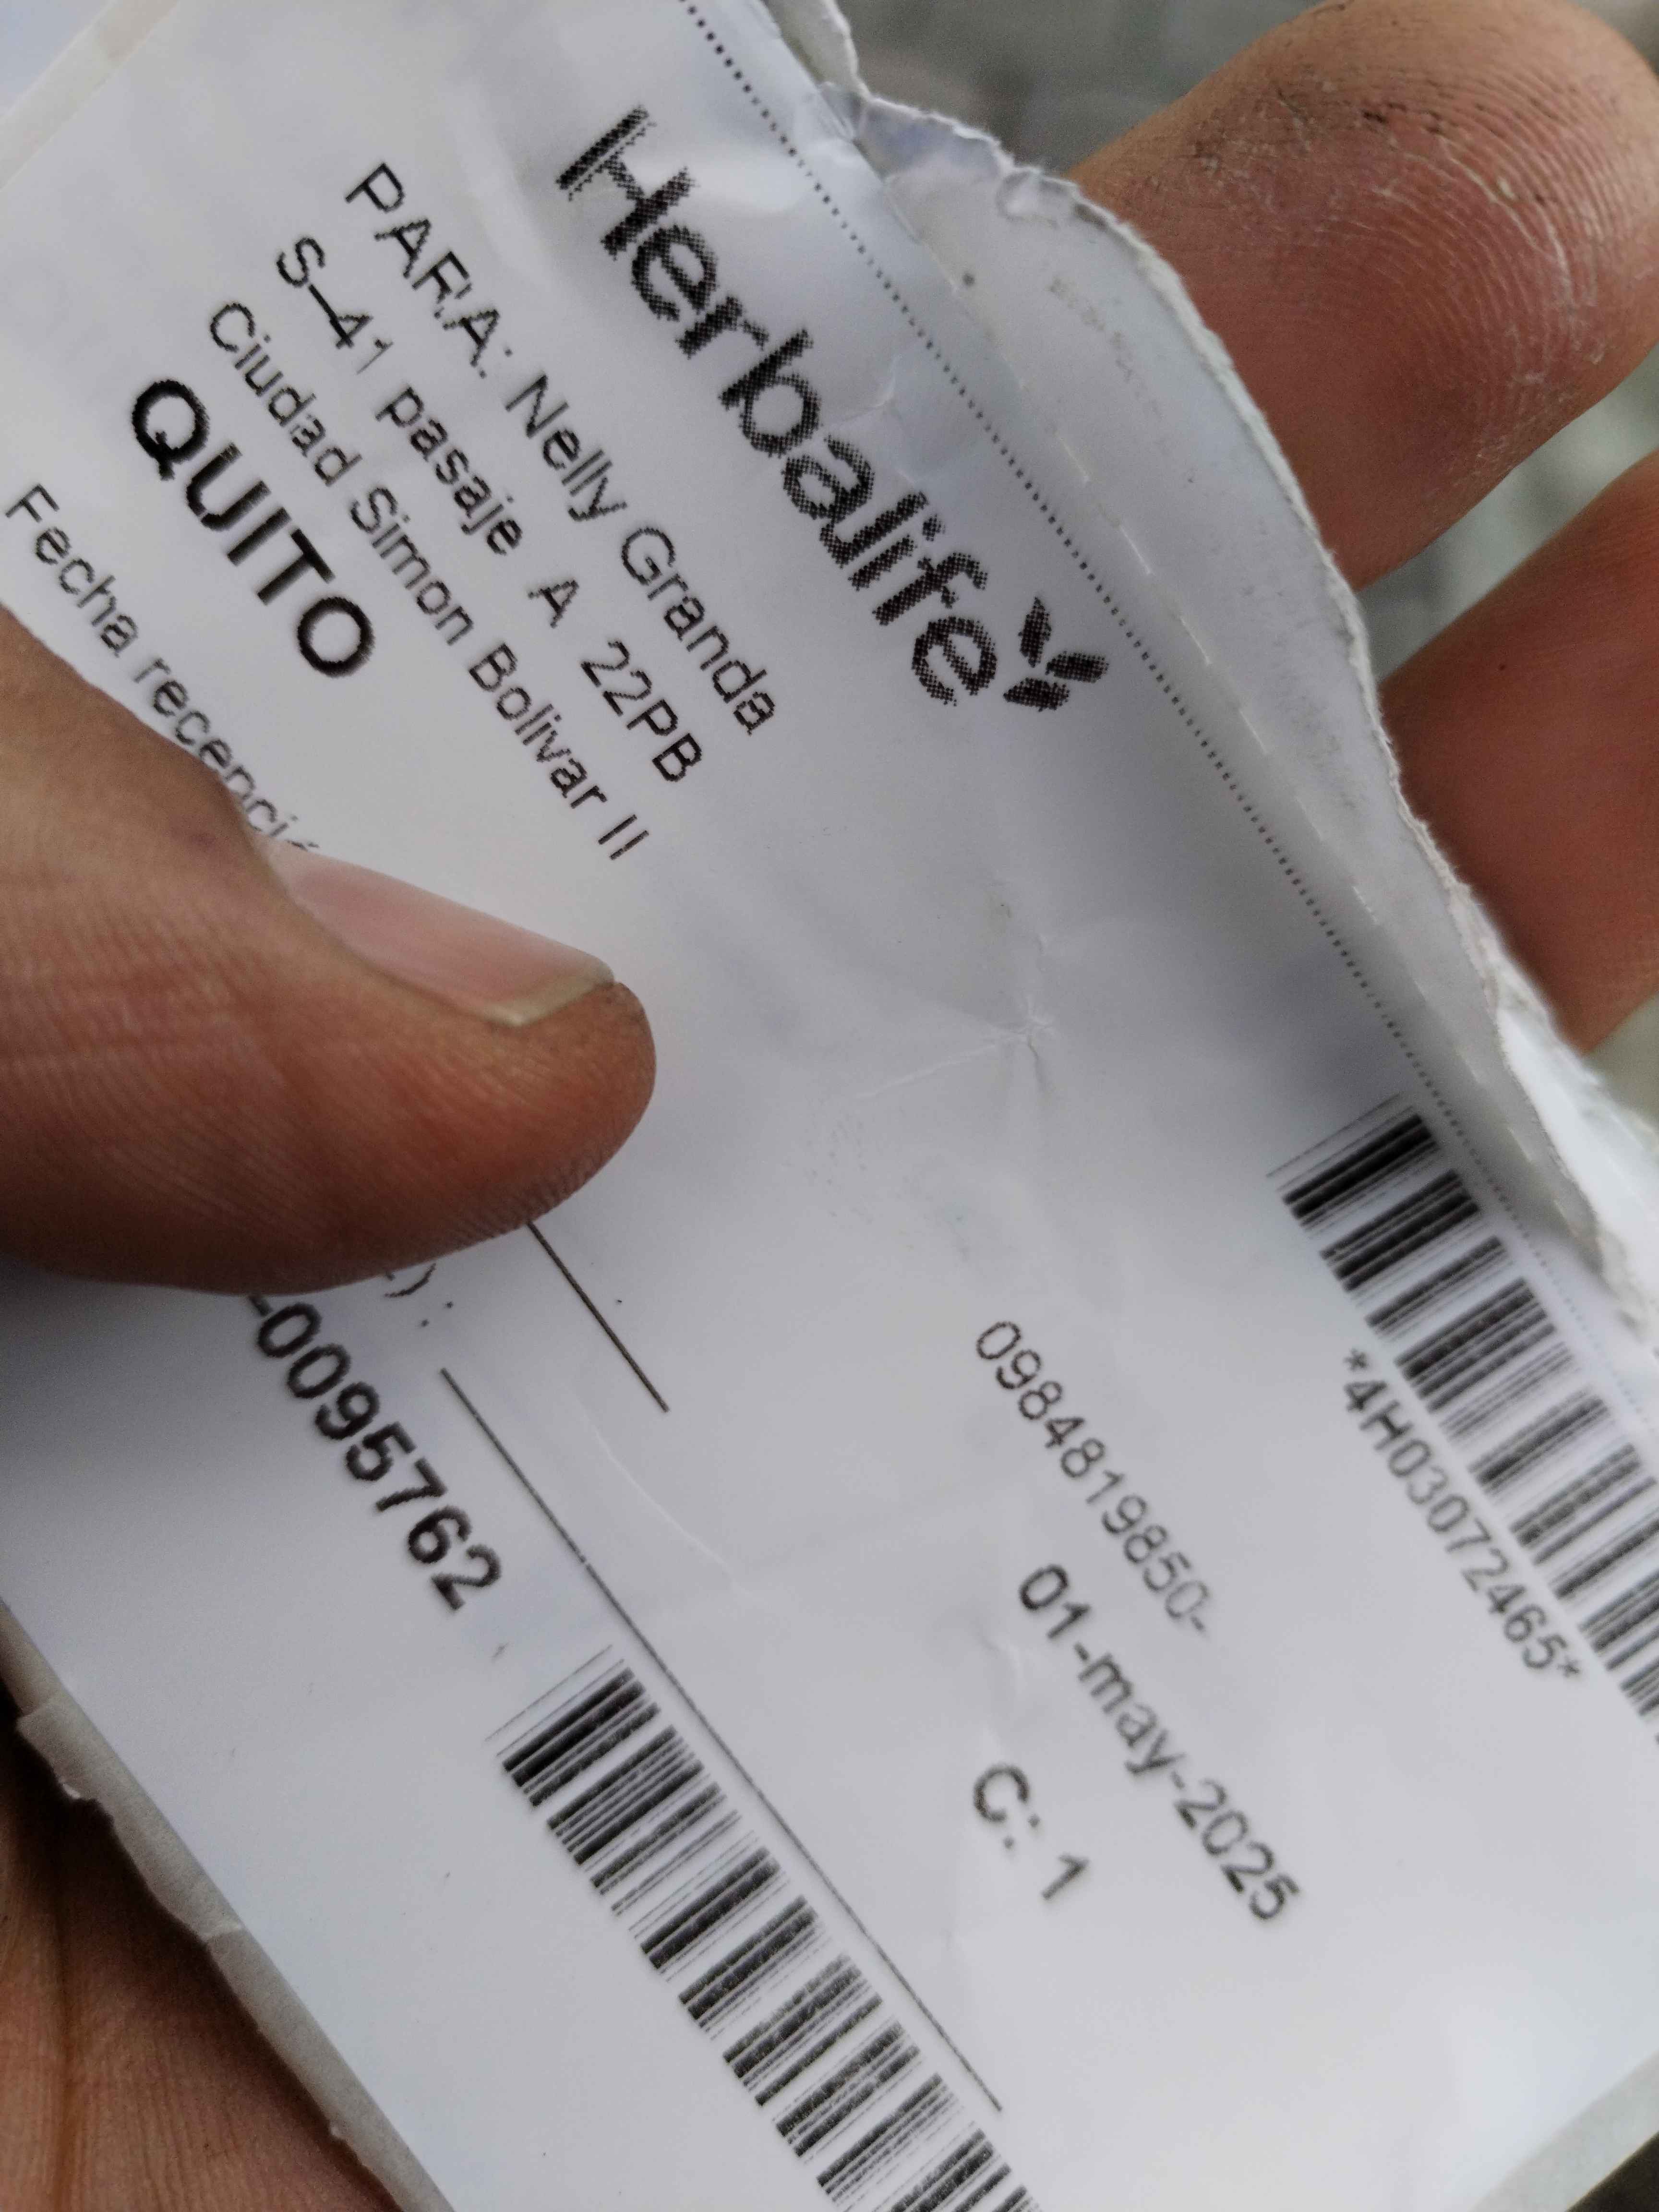 Herbalife
*4H03072465*
PARA: Nelly Granda
S-41 pasaje A 22PB
Ciudad Simon Bolivar II
0984819850-
QUITO
01-may-2025
Fecha
C: 1
-0095762